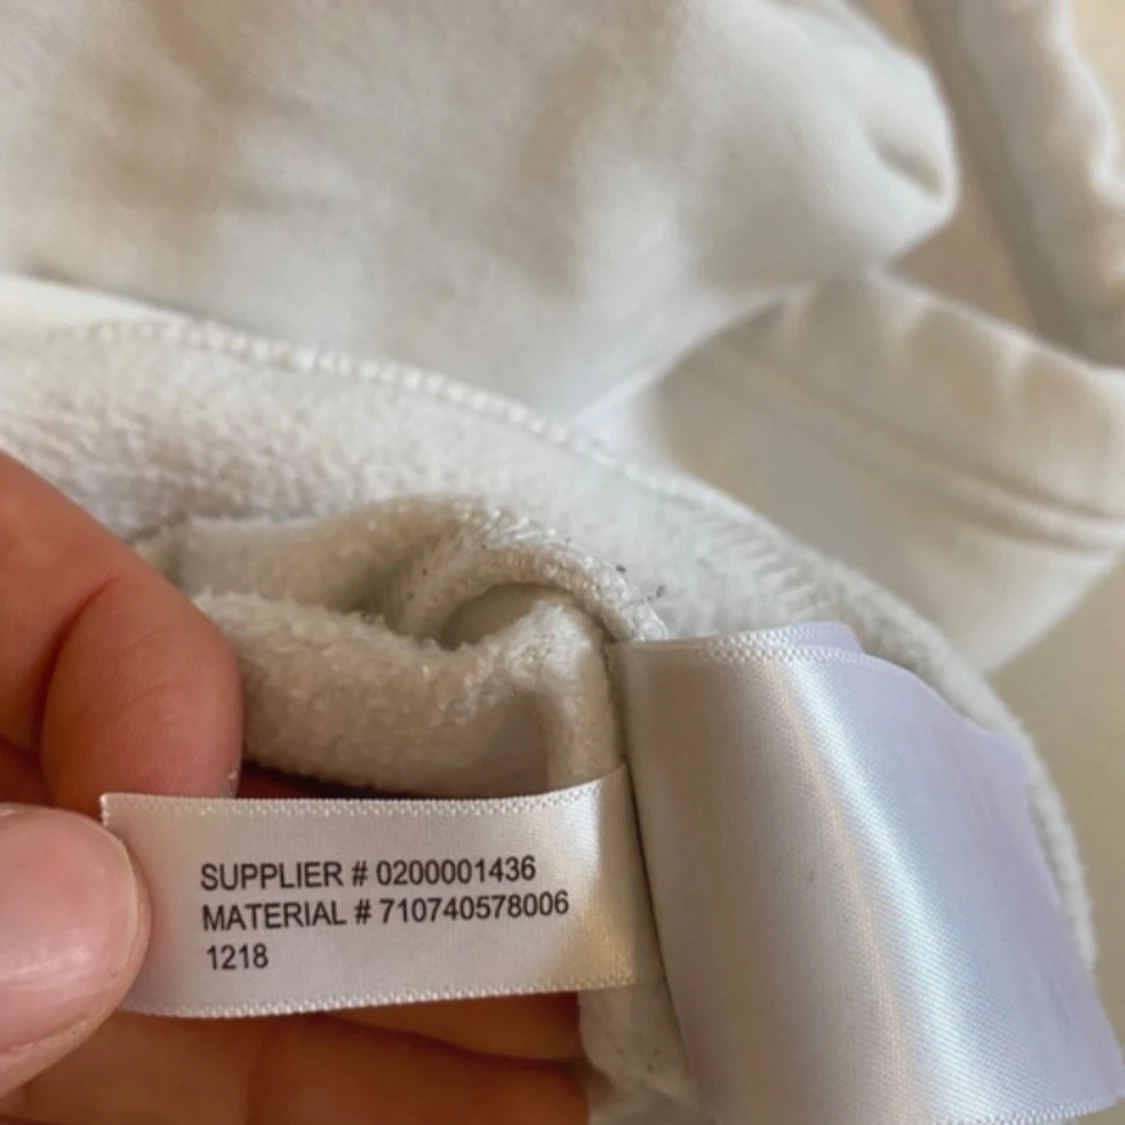 SUPPLIER # 0200001436
MATERIAL # 710740578006
1218